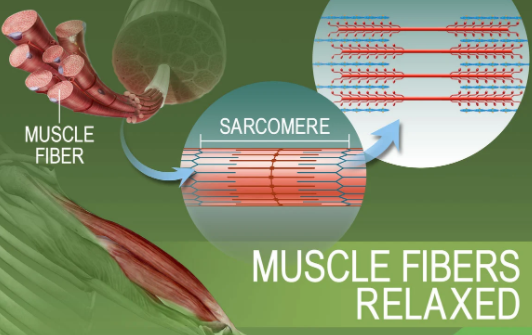 MUSCLE
FIBER
SARCOMERE
MUSCLE FIBERS
RELAXED